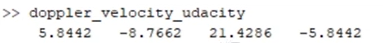 >> doppler_velocity_udacity
5.8442 -8.7662 21.4286 -5.8442